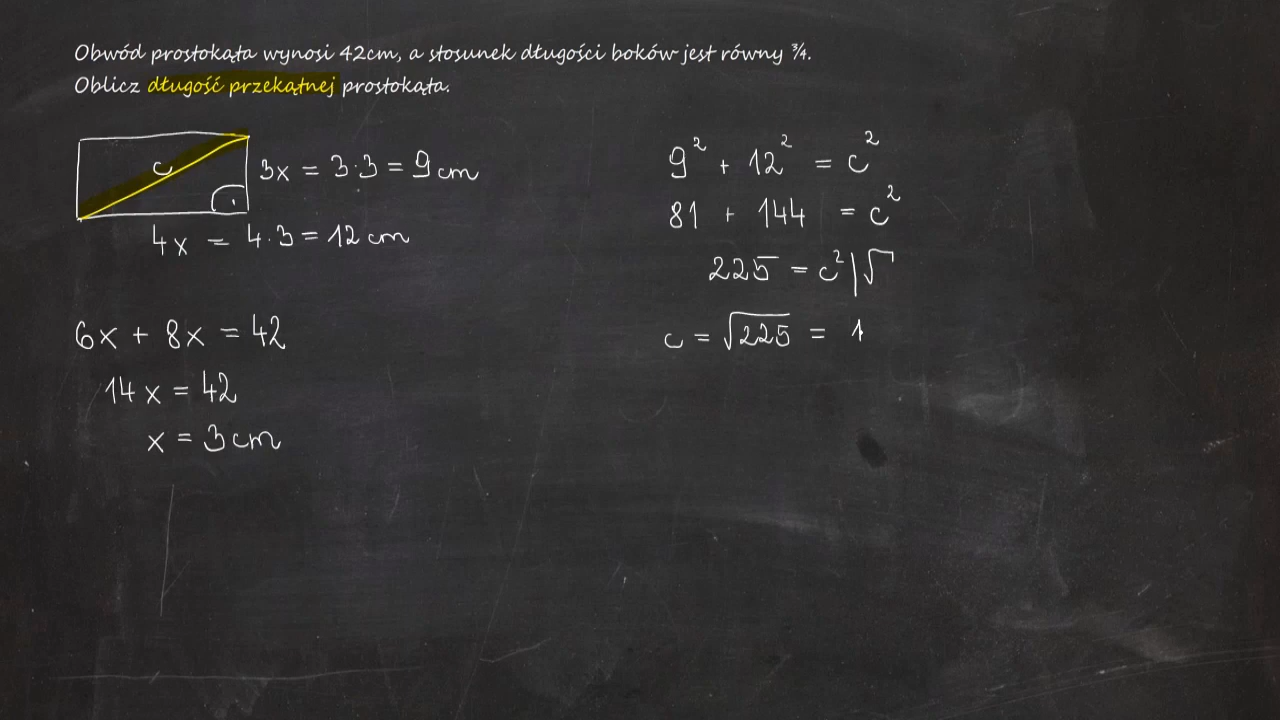 Obwód prostokąta wynosi 42cm, a stosunek długości boków jest równy ¾.
Oblicz długość przekątnej prostokąta.
c
3x = 3·3 = 9 cm
4x = 4·3 = 12 cm
6x + 8x = 42
14x = 42
x = 3 cm
9² + 12² = c²
81 + 144 = c²
225 = c² |√
c = √225 = 1